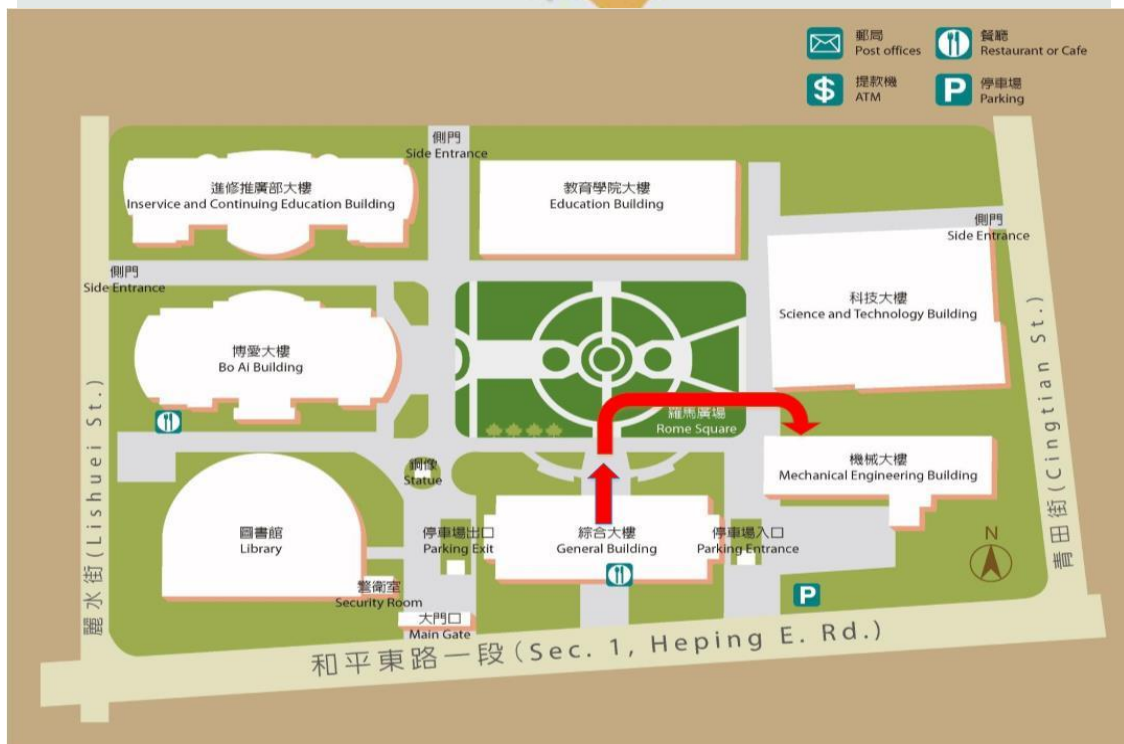 郵局
Post offices
餐廳
Restaurant or Cafe
提款機
ATM
停車場
Parking
側門
Side Entrance
進修推廣部大樓
Inservice and Continuing Education Building
教育學院大樓
Education Building
側門
Side Entrance
側門
Side Entrance
科技大樓
Science and Technology Building
博愛大樓
Bo Ai Building
羅馬廣場
Rome Square
銅像
Statue
機械大樓
Mechanical Engineering Building
圖書館
Library
停車場出口
Parking Exit
綜合大樓
General Building
停車場入口
Parking Entrance
N
警衛室
Security Room
P
大門口
Main Gate
麗水街(Lishuei St.)
青田街(Cingtian St.)
和平東路一段(Sec. 1, Heping E. Rd.)